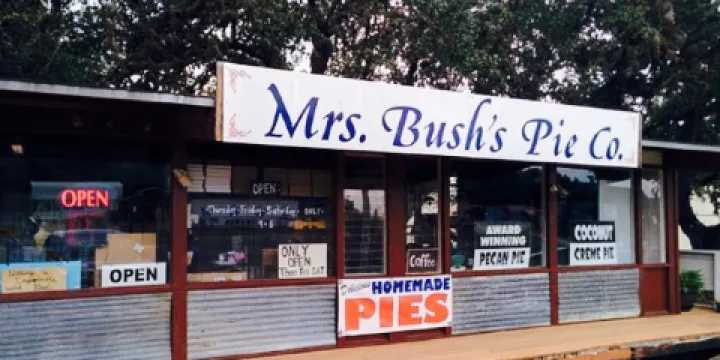 Mrs. Bush's Pie Co.
OPEN
OPEN
Thursday-Friday-Saturday-ONLY
9-6
ONLY
OPEN
Thurs Fri SAT
OPEN
Coffee
AWARD
WINNING
PECAN PIE
COCONUT
CREME PIE
Delicious HOMEMADE
PIES